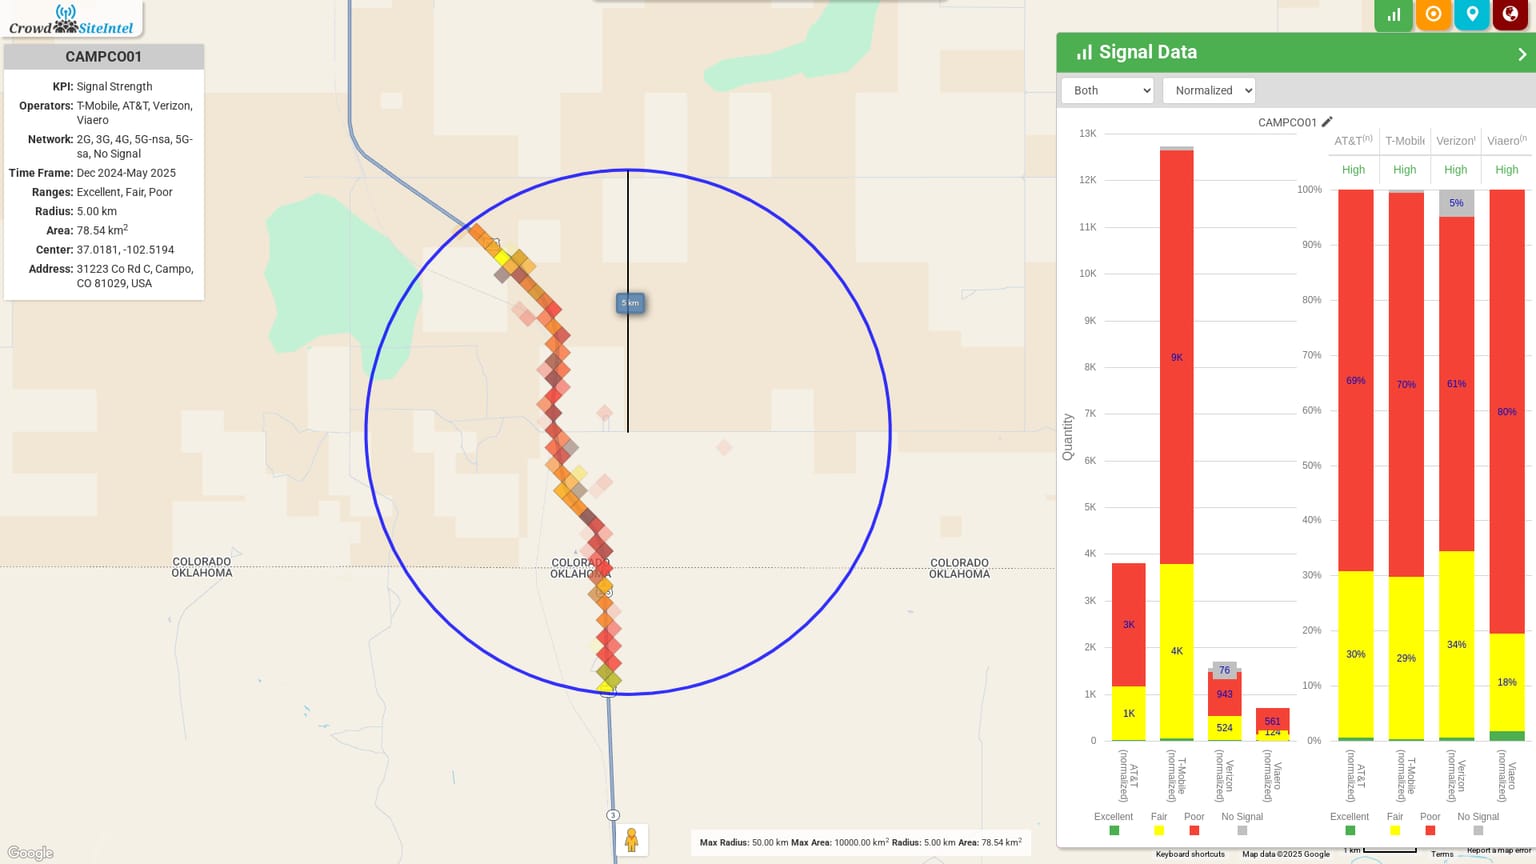 Crowd SiteIntel
CAMPCO01
KPI: Signal Strength
Operators: T-Mobile, AT&T, Verizon,
Viaero
Network: 2G, 3G, 4G, 5G-nsa, 5G-
sa, No Signal
Time Frame: Dec 2024-May 2025
Ranges: Excellent, Fair, Poor
Radius: 5.00 km
Area: 78.54 km²
Center: 37.0181, -102.5194
Address: 31223 Co Rd C, Campo,
CO 81029, USA
5 km
COLORADO
OKLAHOMA
COLORADO
OKLAHOMA
COLORADO
OKLAHOMA
3
Google
Max Radius: 50.00 km Max Area: 10000.00 km² Radius: 5.00 km Area: 78.54 km²
Signal Data
Both
Normalized
CAMPCO01
13K
12K
11K
10K
9K
8K
7K
6K
5K
4K
3K
2K
1K
0
Quantity
3K
1K
9K
4K
76
943
524
561
124
AT&T
(normalized)
T-Mobile
(normalized)
Verizon
(normalized)
Viaero
(normalized)
Excellent Fair Poor No Signal
AT&T(n) T-Mobile Verizon Viaero(n
High High High High
100%
90%
80%
70%
60%
50%
40%
30%
20%
10%
0%
69%
30%
70%
29%
5%
61%
34%
80%
18%
AT&T
(normalized)
T-Mobile
(normalized)
Verizon
(normalized)
Viaero
(normalized)
Excellent Fair Poor No Signal
Keyboard shortcuts Map data ©2025 Google 1 km Terms Report a map error